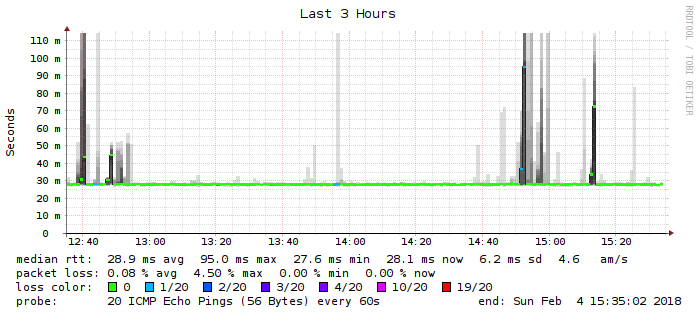 Last 3 Hours
RRDTOOL / TOBI OETIKER
Seconds
110 m
100 m
90 m
80 m
70 m
60 m
50 m
40 m
30 m
20 m
10 m
0
12:40 13:00 13:20 13:40 14:00 14:20 14:40 15:00 15:20
median rtt: 28.9 ms avg 95.0 ms max 27.6 ms min 28.1 ms now 6.2 ms sd 4.6 am/s
packet loss: 0.08 % avg 4.50 % max 0.00 % min 0.00 % now
loss color: 0 1/20 2/20 3/20 4/20 10/20 19/20
probe: 20 ICMP Echo Pings (56 Bytes) every 60s end: Sun Feb 4 15:35:02 2018